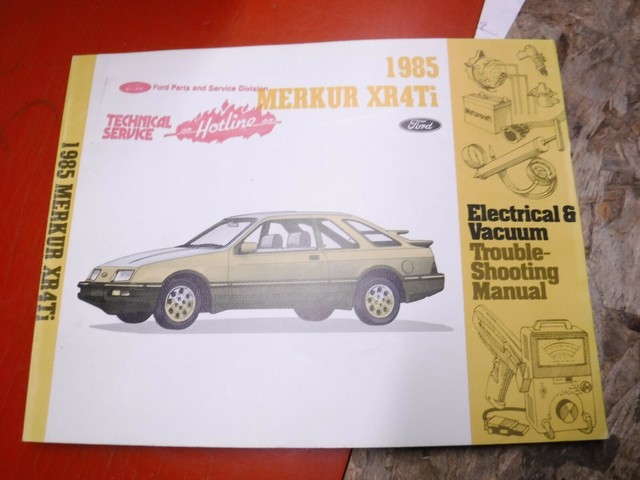 1985
MERKUR XR4Ti
Ford Parts and Service Division
TECHNICAL
SERVICE
Hotline
Ford
Electrical &
Vacuum
Trouble-
Shooting
Manual
1985 MERKUR XR4Ti